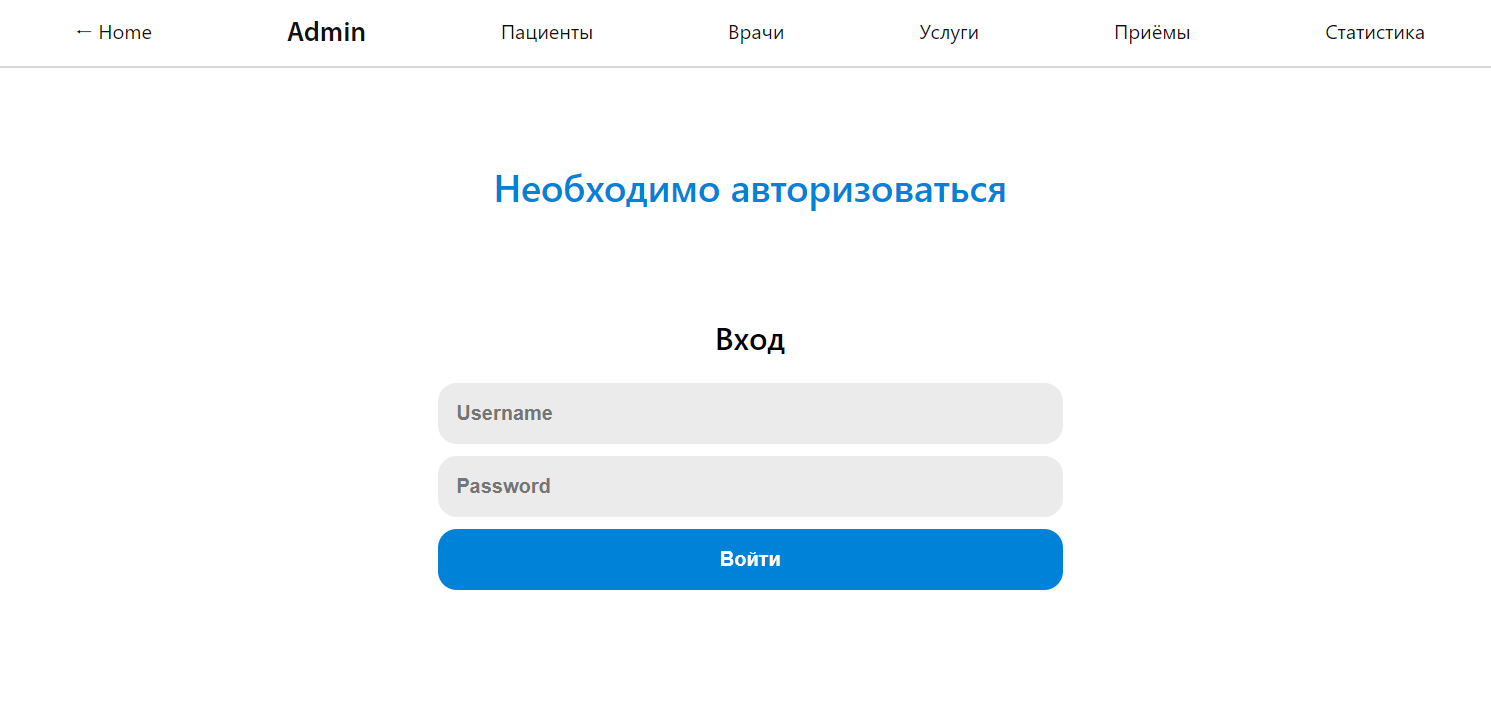 ← Home Admin Пациенты Врачи Услуги Приёмы Статистика
Необходимо авторизоваться
Вход
Username
Password
Войти